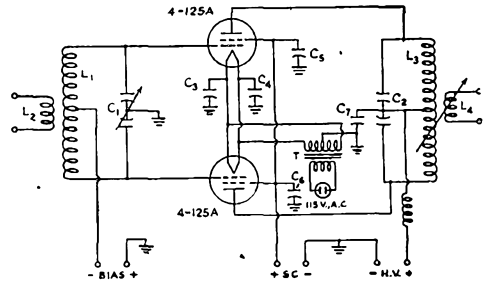 4-125A
L1
L2
C1
C3
C4
C5
L3
C2
C7
L4
T
115 V., A.C
C6
4-125A
- BIAS +
+ SC -
- H.V. +